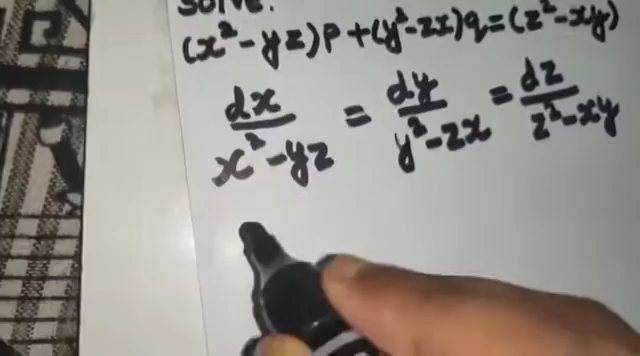 SOLVE:
(x² - yz)p + (y² - zx)q = (z² - xy)
dx/x² - yz = dy/y² - zx = dz/z² - xy